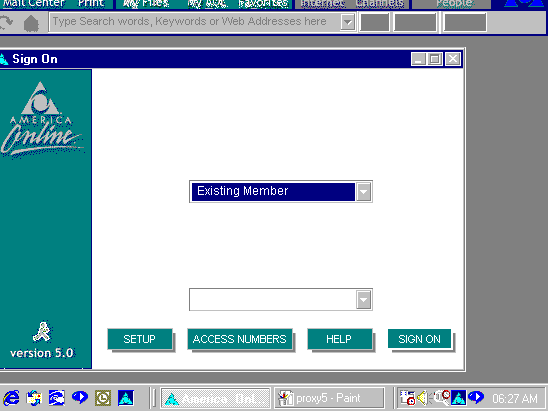 Mail Center Print My Files My AOL Favorites Internet Channels People
Type Search words, Keywords or Web Addresses here
Sign On
AMERICA
Online
Existing Member
version 5.0
SETUP ACCESS NUMBERS HELP SIGN ON
America Onl proxy5 - Paint 06:27 AM